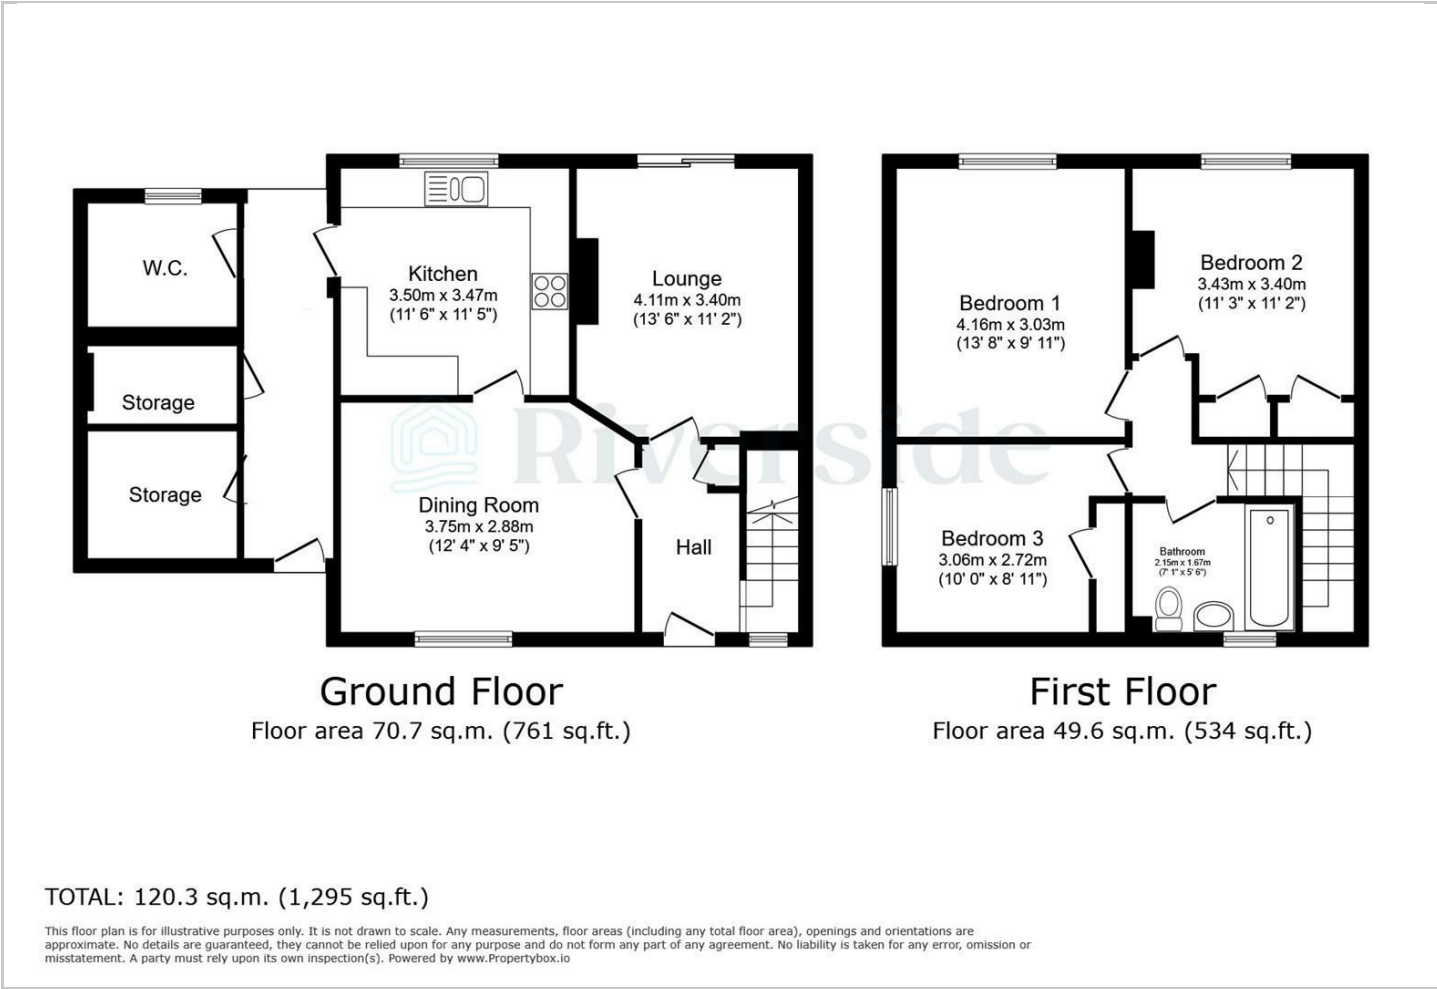 W.C.
Storage
Storage
Kitchen
3.50m x 3.47m
(11' 6" x 11' 5")
Lounge
4.11m x 3.40m
(13' 6" x 11' 2")
Dining Room
3.75m x 2.88m
(12' 4" x 9' 5")
Hall
Riverside
Bedroom 1
4.16m x 3.03m
(13' 8" x 9' 11")
Bedroom 2
3.43m x 3.40m
(11' 3" x 11' 2")
Bedroom 3
3.06m x 2.72m
(10' 0" x 8' 11")
Bathroom
2.15m x 1.67m
(7' 1" x 5' 6")
Ground Floor
Floor area 70.7 sq.m. (761 sq.ft.)
First Floor
Floor area 49.6 sq.m. (534 sq.ft.)
TOTAL: 120.3 sq.m. (1,295 sq.ft.)
This floor plan is for illustrative purposes only. It is not drawn to scale. Any measurements, floor areas (including any total floor area), openings and orientations are
approximate. No details are guaranteed, they cannot be relied upon for any purpose and do not form any part of any agreement. No liability is taken for any error, omission or
misstatement. A party must rely upon its own inspection(s). Powered by www.Propertybox.io